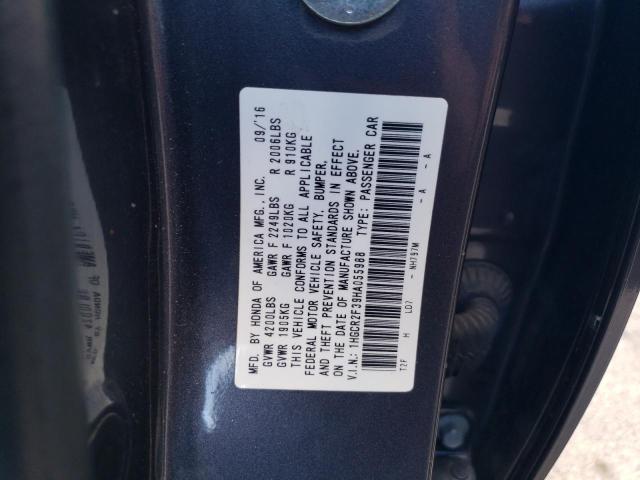 MFD. BY HONDA OF AMERICA MFG., INC. 09/'16
GVWR 4200LBS GAWR F 2249LBS R 2006LBS
GVWR 1905KG GAWR F 1020KG R 910KG
THIS VEHICLE CONFORMS TO ALL APPLICABLE
FEDERAL MOTOR VEHICLE SAFETY, BUMPER,
AND THEFT PREVENTION STANDARDS IN EFFECT
ON THE DATE OF MANUFACTURE SHOWN ABOVE.
V.I.N.: 1HGCR2F39HA055988 TYPE: PASSENGER CAR
T2F H LD7 - NH797M - A - A